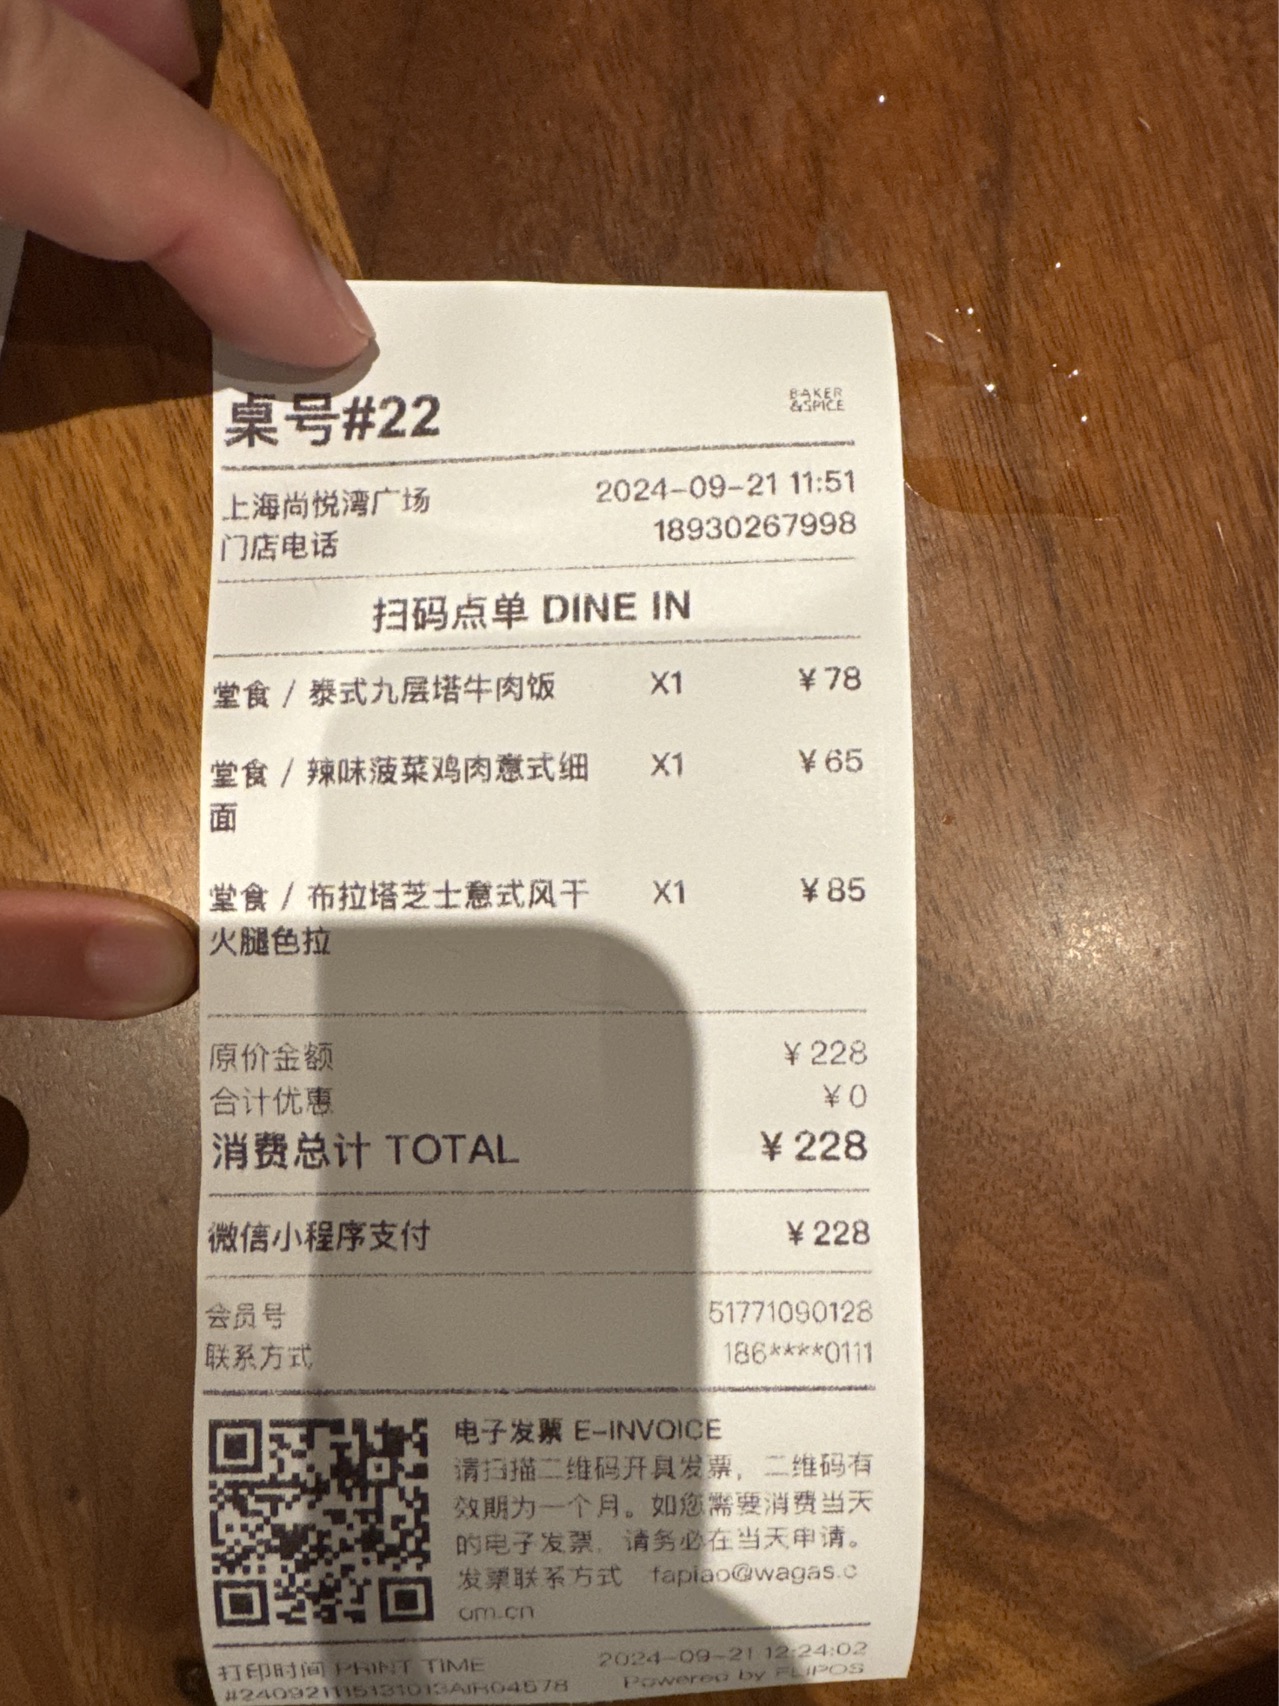 桌号#22
BAKER
&SPICE
上海尚悦湾广场 2024-09-21 11:51
门店电话 18930267998
扫码点单 DINE IN
堂食 / 泰式九层塔牛肉饭 X1 ¥78
堂食 / 辣味菠菜鸡肉意式细 X1 ¥65
面
堂食 / 布拉塔芝士意式风干 X1 ¥85
火腿色拉
原价金额 ¥228
合计优惠 ¥0
消费总计 TOTAL ¥228
微信小程序支付 ¥228
会员号 51771090128
联系方式 186****0111
电子发票 E-INVOICE
请扫描二维码开具发票，二维码有
效期为一个月。如您需要消费当天
的电子发票，请务必在当天申请。
发票联系方式 fapiao@wagas.c
om.cn
打印时间 PRINT TIME 2024-09-21 12:24:02
Powered by FLIPOS